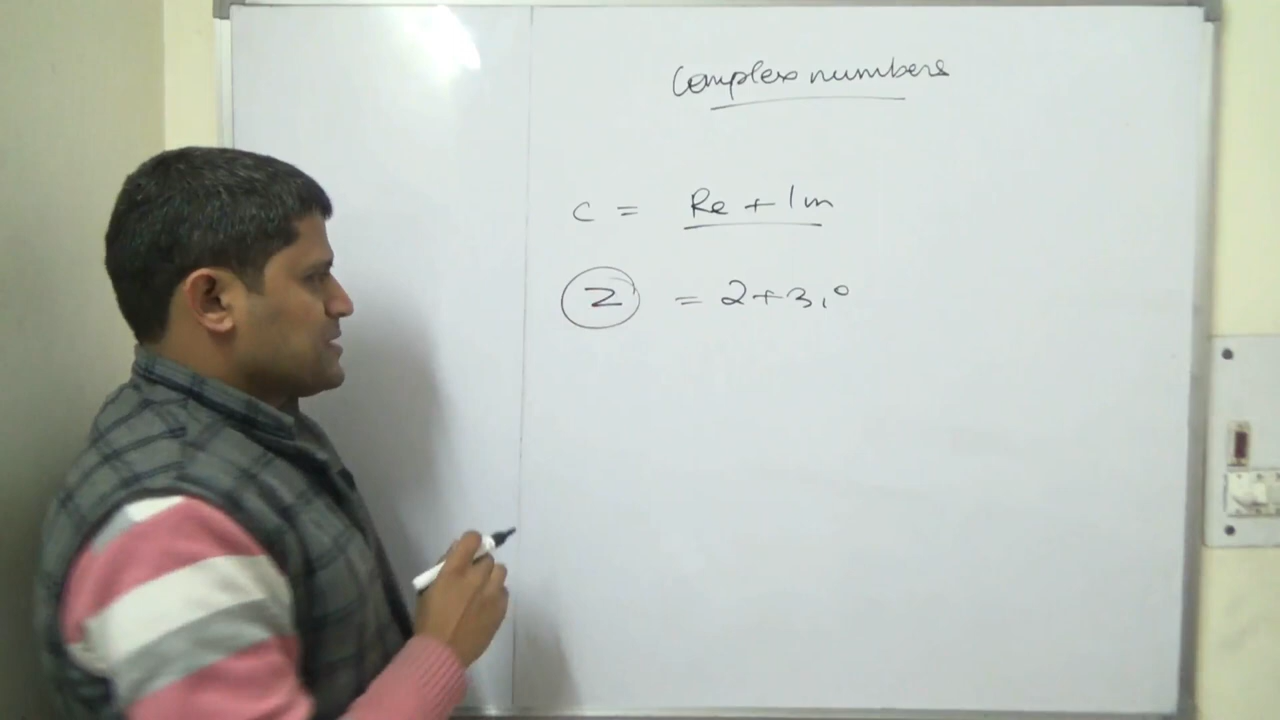 Complex numbers
C = Re + Im
Z = 2+3i